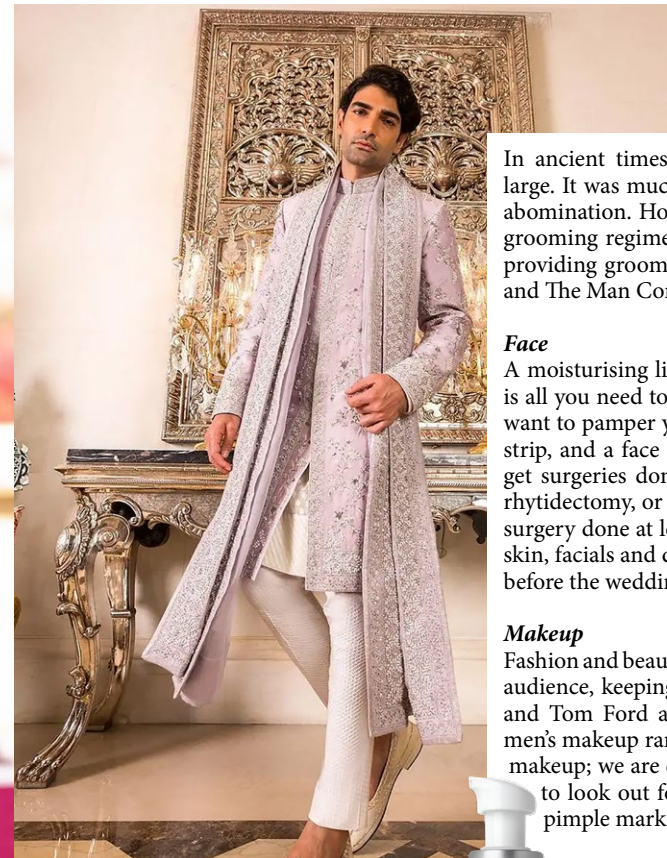 In ancient times
large. It was muc
abomination. Ho
grooming regime
providing groom
and The Man Co
Face
A moisturising li
is all you need to
want to pamper y
strip, and a face
get surgeries don
rhytidectomy, or
surgery done at l
skin, facials and
before the weddin
Makeup
Fashion and beau
audience, keeping
and Tom Ford a
men's makeup ran
makeup; we are
to look out f
pimple mark